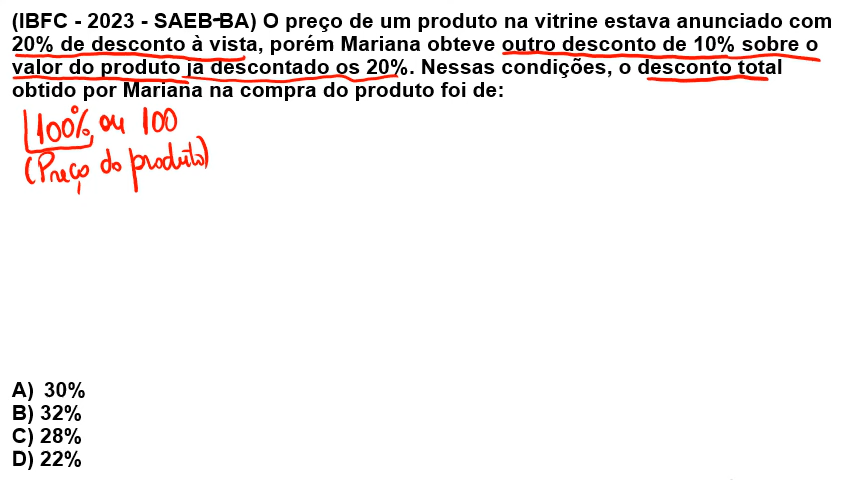 (IBFC - 2023 - SAEB-BA) O preço de um produto na vitrine estava anunciado com
20% de desconto à vista, porém Mariana obteve outro desconto de 10% sobre o
valor do produto já descontado os 20%. Nessas condições, o desconto total
obtido por Mariana na compra do produto foi de:
100% ou 100
(Preço do produto)
A) 30%
B) 32%
C) 28%
D) 22%